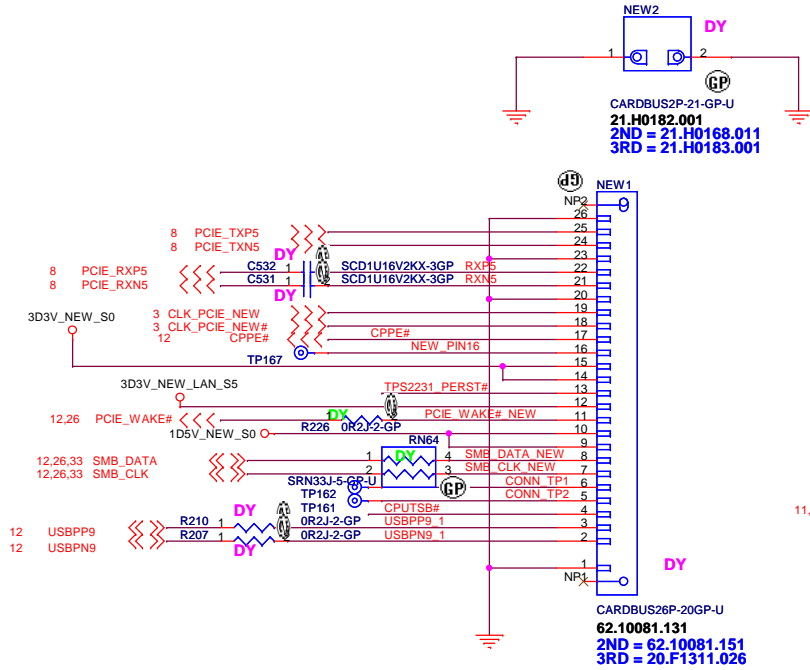 NEW2
DY
1
2
GP
CARDBUS2P-21-GP-U
21.H0182.001
2ND = 21.H0168.011
3RD = 21.H0183.001
GP
NEW1
NP2
26
8 PCIE_TXP5
25
8 PCIE_TXN5
24
DY
23
8 PCIE_RXP5
C532 1
SCD1U16V2KX-3GP
RXP5
22
8 PCIE_RXN5
C531 1
2
SCD1U16V2KX-3GP
RXN5
21
DY
20
3D3V_NEW_S0
3 CLK_PCIE_NEW
19
3 CLK_PCIE_NEW#
18
12 CPPE#
CPPE#
17
TP167
NEW_PIN16
16
15
14
3D3V_NEW_LAN_S5
TPS2231_PERST#
13
12
12,26 PCIE_WAKE#
1
DY
PCIE_WAKE#_NEW
11
R226 0R2J-2-GP
1D5V_NEW_S0
10
RN64
9
12,26,33 SMB_DATA
1
DY
4
SMB_DATA_NEW
8
12,26,33 SMB_CLK
2
3
SMB_CLK_NEW
7
SRN33J-5-GP-U
GP
CONN_TP1
6
TP162
CONN_TP2
5
TP161
CPUTSB#
4
DY
12 USBPP9
R210 1
0R2J-2-GP
USBPP9_1
3
12 USBPN9
R207 1
0R2J-2-GP
USBPN9_1
2
DY
1
DY
NP1
11,
CARDBUS26P-20GP-U
62.10081.131
2ND = 62.10081.151
3RD = 20.F1311.026